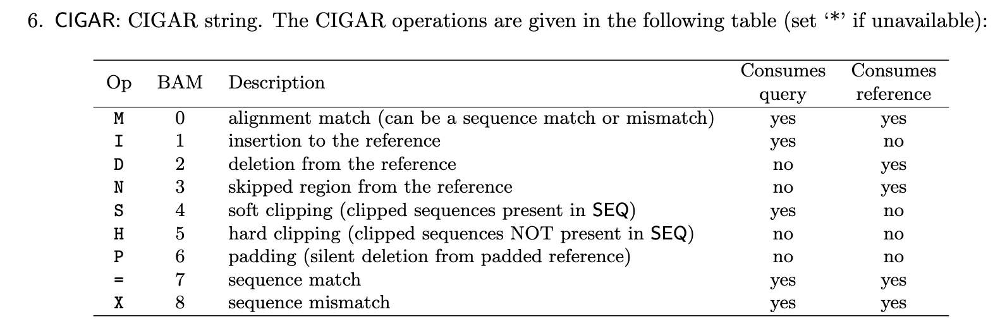 6. CIGAR: CIGAR string. The CIGAR operations are given in the following table (set ‘*’ if unavailable):
Op BAM Description Consumes query Consumes reference
M 0 alignment match (can be a sequence match or mismatch) yes yes
I 1 insertion to the reference yes no
D 2 deletion from the reference no yes
N 3 skipped region from the reference no yes
S 4 soft clipping (clipped sequences present in SEQ) yes no
H 5 hard clipping (clipped sequences NOT present in SEQ) no no
P 6 padding (silent deletion from padded reference) no no
= 7 sequence match yes yes
X 8 sequence mismatch yes yes